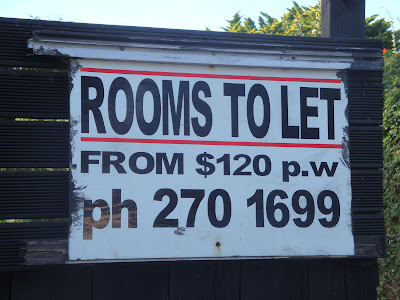 ROOMS TO LET
FROM $120 p.w
ph 270 1699